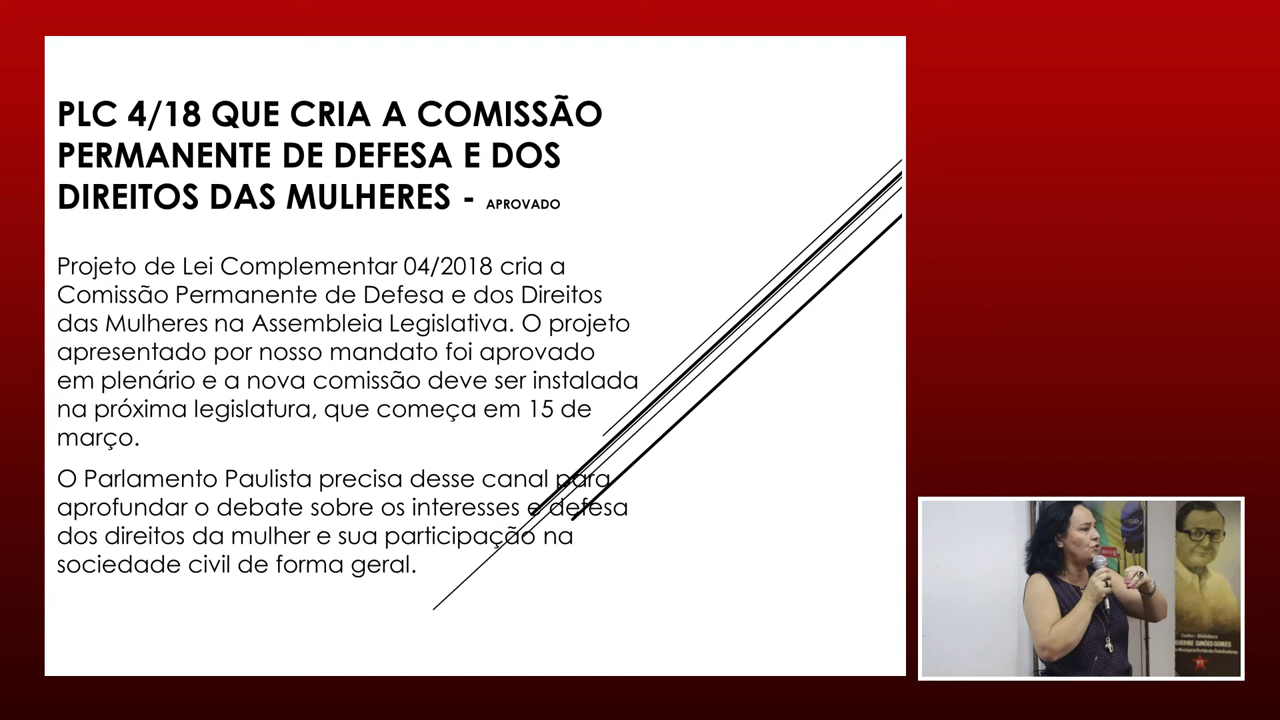 PLC 4/18 QUE CRIA A COMISSÃO
PERMANENTE DE DEFESA E DOS
DIREITOS DAS MULHERES - APROVADO
Projeto de Lei Complementar 04/2018 cria a
Comissão Permanente de Defesa e dos Direitos
das Mulheres na Assembleia Legislativa. O projeto
apresentado por nosso mandato foi aprovado
em plenário e a nova comissão deve ser instalada
na próxima legislatura, que começa em 15 de
março.
O Parlamento Paulista precisa desse canal para
aprofundar o debate sobre os interesses e defesa
dos direitos da mulher e sua participação na
sociedade civil de forma geral.
Centro - Biblioteca
SIMÕES GOMES